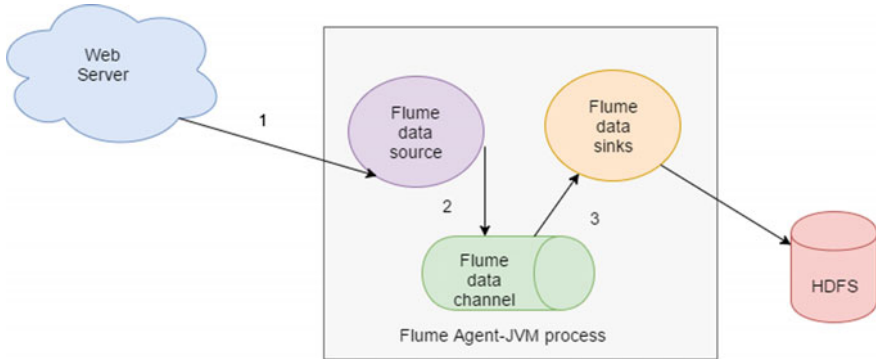 Web
Server
1
Flume
data
source
2
Flume
data
channel
3
Flume
data
sinks
HDFS
Flume Agent-JVM process